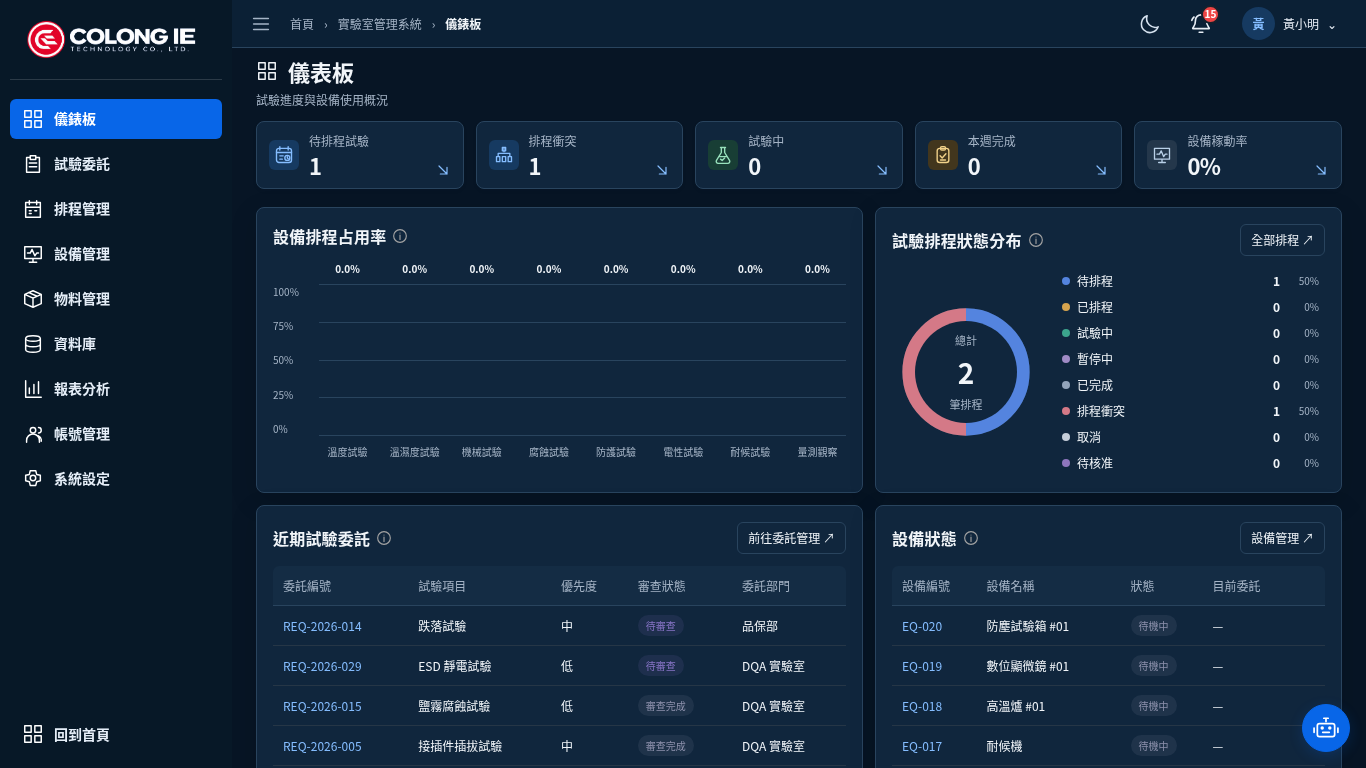 COLONG IE
TECHNOLOGY CO., LTD.
儀錶板
試驗委託
排程管理
設備管理
物料管理
資料庫
報表分析
帳號管理
系統設定
回到首頁
首頁 › 實驗室管理系統 › 儀錶板
15
黃 黃小明
儀表板
試驗進度與設備使用概況
待排程試驗
1
排程衝突
1
試驗中
0
本週完成
0
設備稼動率
0%
設備排程占用率
0.0% 0.0% 0.0% 0.0% 0.0% 0.0% 0.0% 0.0%
100%
75%
50%
25%
0%
溫度試驗 溫濕度試驗 機械試驗 腐蝕試驗 防護試驗 電性試驗 耐候試驗 量測觀察
試驗排程狀態分布
全部排程 ↗
總計
2
筆排程
待排程 1 50%
已排程 0 0%
試驗中 0 0%
暫停中 0 0%
已完成 0 0%
排程衝突 1 50%
取消 0 0%
待核准 0 0%
近期試驗委託
前往委託管理 ↗
委託編號 試驗項目 優先度 審查狀態 委託部門
REQ-2026-014 跌落試驗 中 待審查 品保部
REQ-2026-029 ESD 靜電試驗 低 待審查 DQA 實驗室
REQ-2026-015 鹽霧腐蝕試驗 低 審查完成 DQA 實驗室
REQ-2026-005 接插件插拔試驗 中 審查完成 DQA 實驗室
設備狀態
設備管理 ↗
設備編號 設備名稱 狀態 目前委託
EQ-020 防塵試驗箱 #01 待機中 —
EQ-019 數位顯微鏡 #01 待機中 —
EQ-018 高溫爐 #01 待機中 —
EQ-017 耐候機 待機中 —